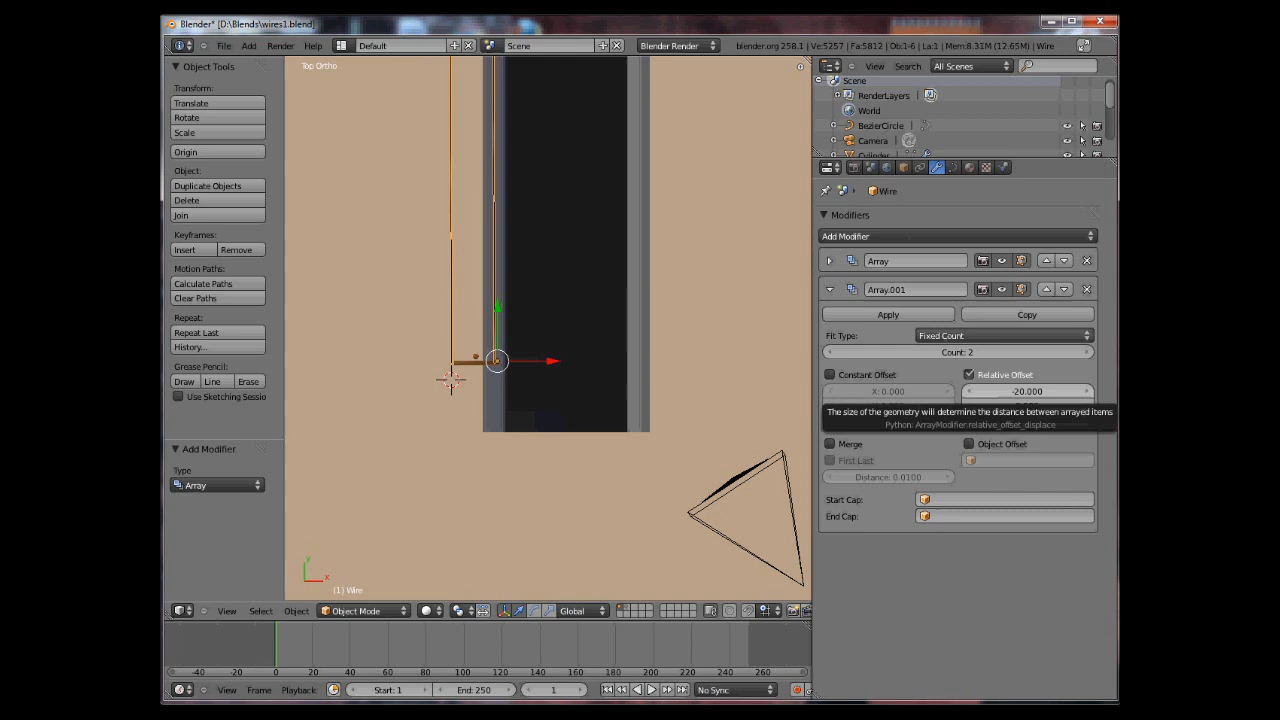 Blender* [D:\Blends\wires1.blend]
File Add Render Help Default Scene Blender Render blender.org 258.1 | Ve:5257 | Fa:5812 | Ob:1-6 | La:1 | Mem:8.31M (12.65M) | Wire
Object Tools
Transform:
Translate
Rotate
Scale
Origin
Object:
Duplicate Objects
Delete
Join
Keyframes:
Insert Remove
Motion Paths:
Calculate Paths
Clear Paths
Repeat:
Repeat Last
History...
Grease Pencil:
Draw Line Erase
Use Sketching Sessio
Add Modifier
Type
Array
Top Ortho
y
x
(1) Wire
View Select Object Object Mode Global
-40 -20 0 20 40 60 80 100 120 140 160 180 200 220 240 260
View Frame Playback Start: 1 End: 250 1 No Sync
View Search All Scenes
Scene
RenderLayers
World
BezierCircle
Camera
Cylinder
Wire
Modifiers
Add Modifier
Array
Array.001
Apply Copy
Fit Type: Fixed Count
Count: 2
Constant Offset Relative Offset
X: 0.000 -20.000
The size of the geometry will determine the distance between arrayed items
Python: ArrayModifier.relative_offset_displace
Merge Object Offset
First Last
Distance: 0.0100
Start Cap:
End Cap: